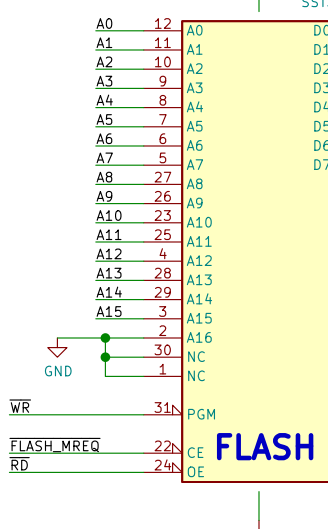 SST
A0 12 A0 D0
A1 11 A1 D1
A2 10 A2 D2
A3 9 A3 D3
A4 8 A4 D4
A5 7 A5 D5
A6 6 A6 D6
A7 5 A7 D7
A8 27 A8
A9 26 A9
A10 23 A10
A11 25 A11
A12 4 A12
A13 28 A13
A14 29 A14
A15 3 A15
2 A16
30 NC
GND 1 NC
WR 31 PGM
FLASH_MREQ 22 CE FLASH
RD 24 OE